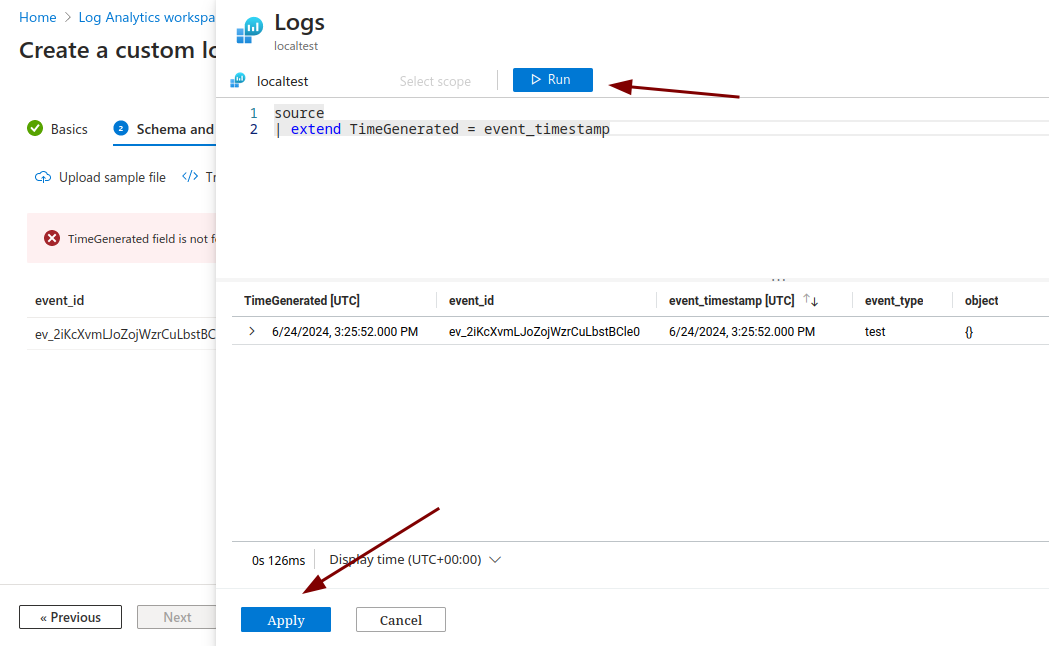 Home > Log Analytics workspa
Create a custom lo
Basics
2 Schema and
Upload sample file </> Tr
TimeGenerated field is not fo
event_id
ev_2iKcXvmLJoZojWzrCuLbstBC
« Previous Next
Logs
localtest
localtest Select scope Run
1 source
2 | extend TimeGenerated = event_timestamp
...
TimeGenerated [UTC] event_id event_timestamp [UTC] event_type object
6/24/2024, 3:25:52.000 PM ev_2iKcXvmLJoZojWzrCuLbstBCle0 6/24/2024, 3:25:52.000 PM test {}
0s 126ms Display time (UTC+00:00)
Apply Cancel